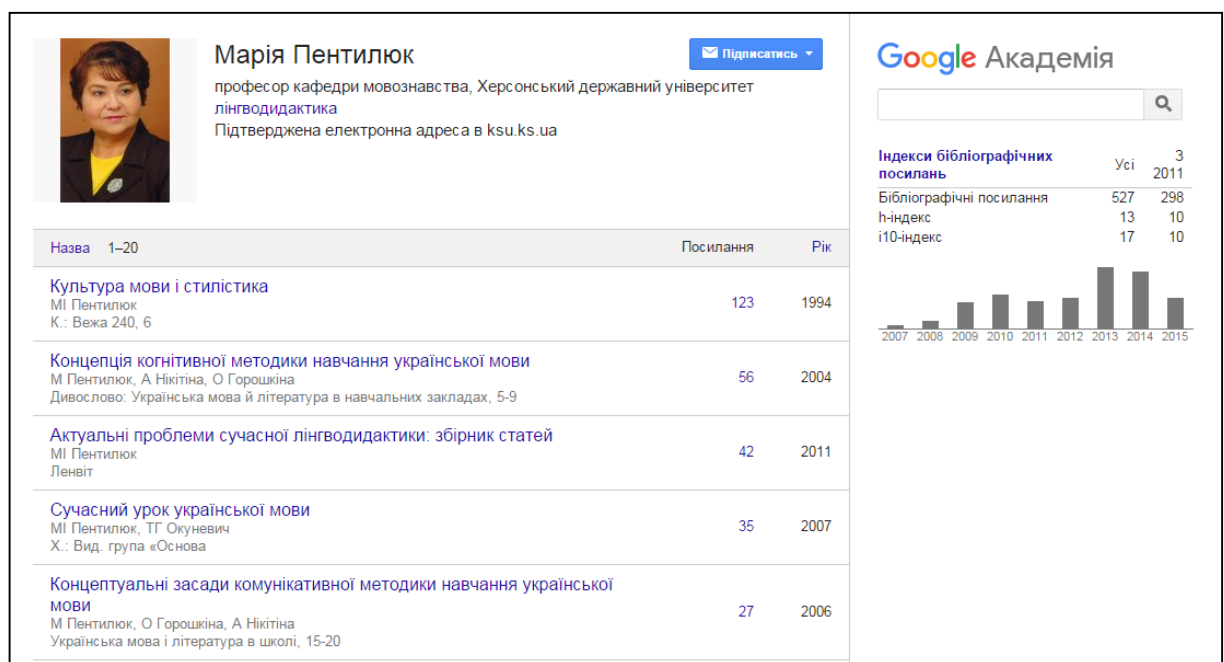 Марія Пентилюк
Підписатись
професор кафедри мовознавства, Херсонський державний університет
лінгводидактика
Підтверджена електронна адреса в ksu.ks.ua
Назва 1–20 Посилання Рік
Культура мови і стилістика 123 1994
МІ Пентилюк
К.: Вежа 240, 6
Концепція когнітивної методики навчання української мови 56 2004
М Пентилюк, А Нікітіна, О Горошкіна
Дивослово: Українська мова й література в навчальних закладах, 5-9
Актуальні проблеми сучасної лінгводидактики: збірник статей 42 2011
МІ Пентилюк
Ленвіт
Сучасний урок української мови 35 2007
МІ Пентилюк, ТГ Окуневич
Х.: Вид. група «Основа
Концептуальні засади комунікативної методики навчання української
мови 27 2006
М Пентилюк, О Горошкіна, А Нікітіна
Українська мова і література в школі, 15-20
Google Академія
Індекси бібліографічних
посилань Усі З
2011
Бібліографічні посилання 527 298
h-індекс 13 10
i10-індекс 17 10
2007 2008 2009 2010 2011 2012 2013 2014 2015